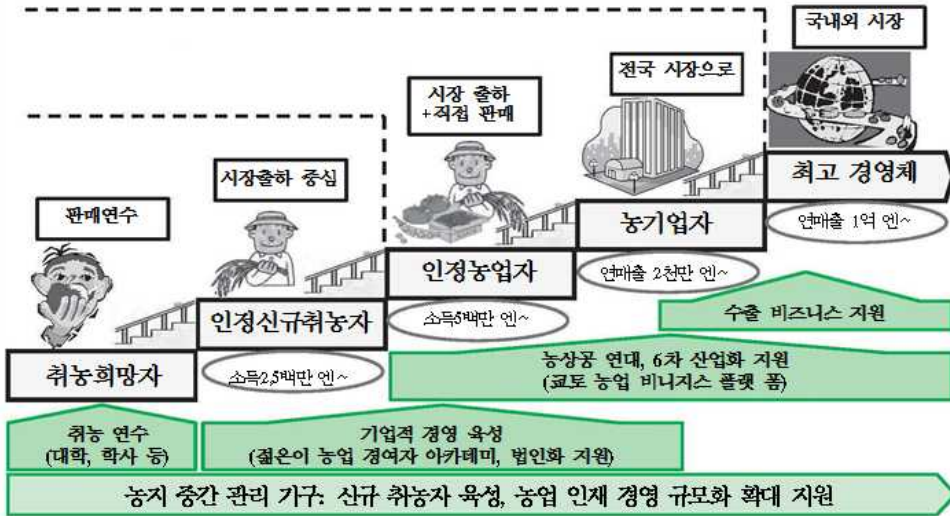 국내외 시장
전국 시장으로
시장 출하
+직접 판매
시장출하 중심
판매연수
최고 경영체
연매출 1억 엔~
농기업자
연매출 2천만 엔~
인정농업자
소득5백만 엔~
인정신규취농자
소득2,5백만 엔~
취농희망자
수출 비즈니스 지원
농상공 연대, 6차 산업화 지원
(교토 농업 비니지스 플랫 폼)
취농 연수
(대학, 학사 등)
기업적 경영 육성
(젊은이 농업 경여자 아카데미, 법인화 지원)
농지 중간 관리 기구: 신규 취농자 육성, 농업 인재 경영 규모화 확대 지원